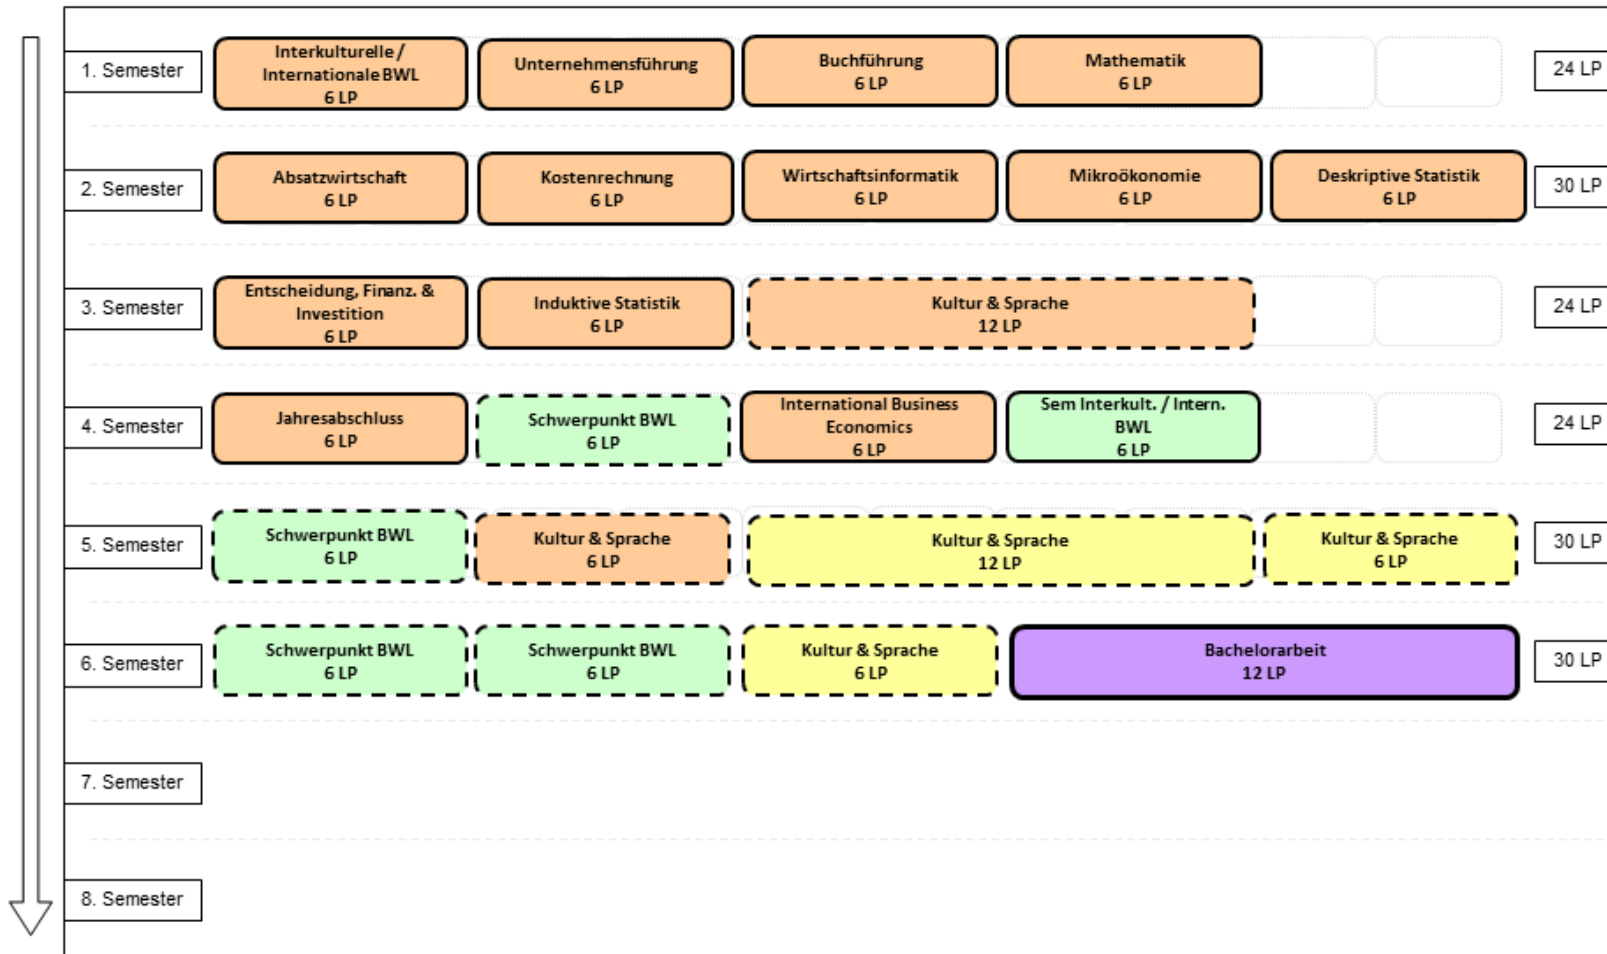 1. Semester
Interkulturelle /
Internationale BWL
6 LP
Unternehmensführung
6 LP
Buchführung
6 LP
Mathematik
6 LP
24 LP
2. Semester
Absatzwirtschaft
6 LP
Kostenrechnung
6 LP
Wirtschaftsinformatik
6 LP
Mikroökonomie
6 LP
Deskriptive Statistik
6 LP
30 LP
3. Semester
Entscheidung, Finanz. &
Investition
6 LP
Induktive Statistik
6 LP
Kultur & Sprache
12 LP
24 LP
4. Semester
Jahresabschluss
6 LP
Schwerpunkt BWL
6 LP
International Business
Economics
6 LP
Sem Interkult. / Intern.
BWL
6 LP
24 LP
5. Semester
Schwerpunkt BWL
6 LP
Kultur & Sprache
6 LP
Kultur & Sprache
12 LP
Kultur & Sprache
6 LP
30 LP
6. Semester
Schwerpunkt BWL
6 LP
Schwerpunkt BWL
6 LP
Kultur & Sprache
6 LP
Bachelorarbeit
12 LP
30 LP
7. Semester
8. Semester